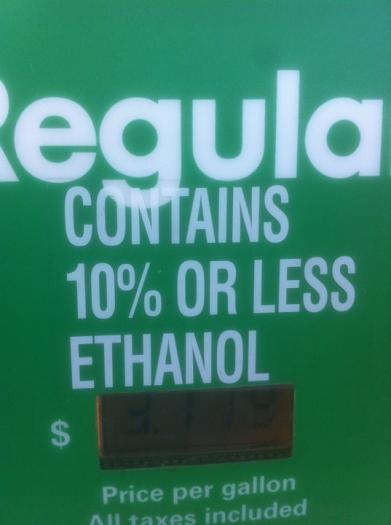 Regula
CONTAINS
10% OR LESS
ETHANOL
$
Price per gallon
All taxes included